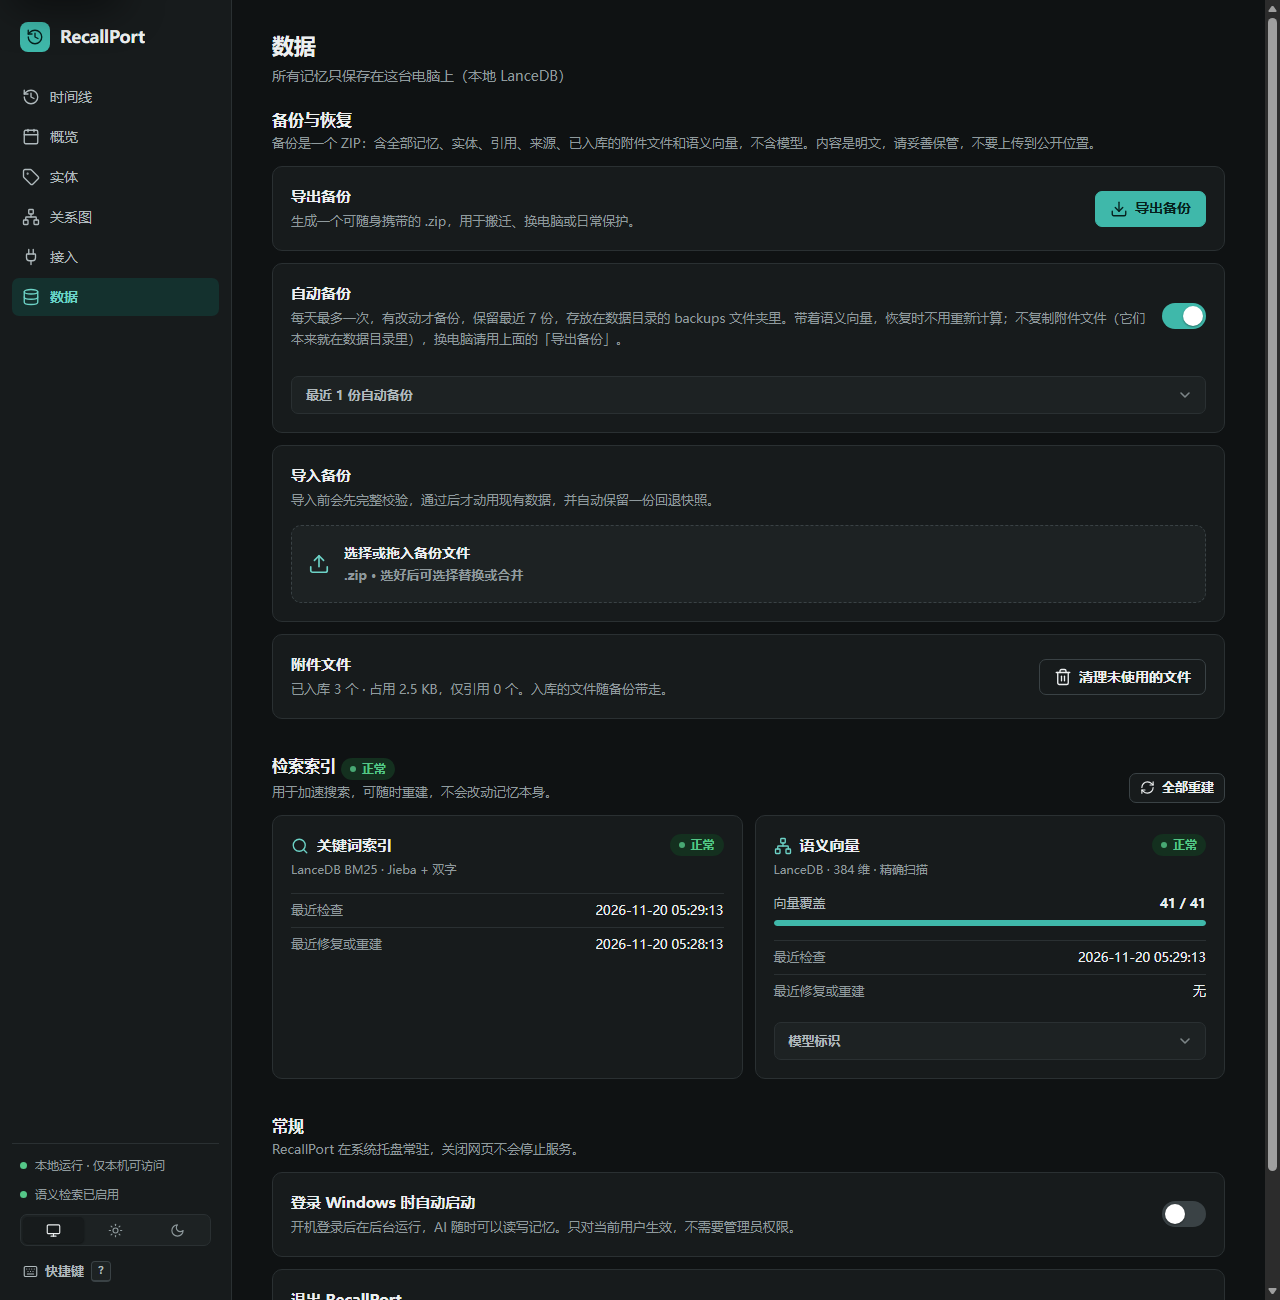 RecallPort
时间线
概览
实体
关系图
接入
数据
本地运行 · 仅本机可访问
语义检索已启用
快捷键 ?
数据
所有记忆只保存在这台电脑上（本地 LanceDB）
备份与恢复
备份是一个 ZIP：含全部记忆、实体、引用、来源、已入库的附件文件和语义向量，不含模型。内容是明文，请妥善保管，不要上传到公开位置。
导出备份
生成一个可随身携带的 .zip，用于搬迁、换电脑或日常保护。
导出备份
自动备份
每天最多一次，有改动才备份，保留最近 7 份，存放在数据目录的 backups 文件夹里。带着语义向量，恢复时不用重新计算；不复制附件文件（它们
本来就在数据目录里），换电脑请用上面的「导出备份」。
最近 1 份自动备份
导入备份
导入前会先完整校验，通过后才动用现有数据，并自动保留一份回退快照。
选择或拖入备份文件
.zip • 选好后可选择替换或合并
附件文件
已入库 3 个 · 占用 2.5 KB，仅引用 0 个。入库的文件随备份带走。
清理未使用的文件
检索索引 正常
用于加速搜索，可随时重建，不会改动记忆本身。
全部重建
关键词索引 正常
LanceDB BM25 · Jieba + 双字
最近检查 2026-11-20 05:29:13
最近修复或重建 2026-11-20 05:28:13
语义向量 正常
LanceDB · 384 维 · 精确扫描
向量覆盖 41 / 41
最近检查 2026-11-20 05:29:13
最近修复或重建 无
模型标识
常规
RecallPort 在系统托盘常驻，关闭网页不会停止服务。
登录 Windows 时自动启动
开机登录后在后台运行，AI 随时可以读写记忆。只对当前用户生效，不需要管理员权限。
退出 RecallPort